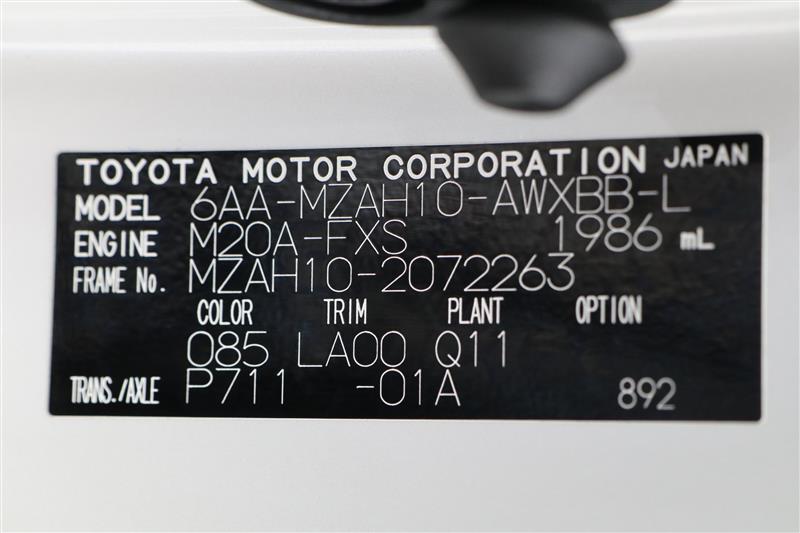 TOYOTA MOTOR CORPORATION JAPAN
MODEL 6AA-MZAH10-AWXBB-L
ENGINE M20A-FXS 1986 mL
FRAME No. MZAH10-2072263
COLOR TRIM PLANT OPTION
085 LA00 Q11
TRANS./AXLE P711 -01A 892